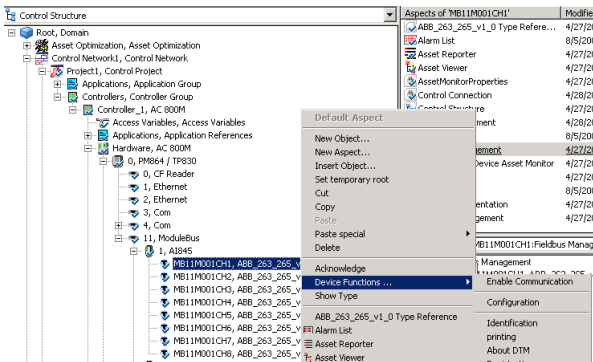 Control Structure
Root, Domain
Asset Optimization, Asset Optimization
Control Network1, Control Network
Project1, Control Project
Applications, Application Group
Controllers, Controller Group
Controller_1, AC 800M
Access Variables, Access Variables
Applications, Application References
Hardware, AC 800M
0, PM864 / TP830
0, CF Reader
1, Ethernet
2, Ethernet
3, Com
4, Com
11, ModuleBus
1, AI845
MB11M001CH1, ABB_263_265_v
MB11M001CH2, ABB_263_265_v
MB11M001CH3, ABB_263_265_v
MB11M001CH4, ABB_263_265_v
MB11M001CH5, ABB_263_265_v
MB11M001CH6, ABB_263_265_v
MB11M001CH7, ABB_263_265_v
MB11M001CH8, ABB_263_265_v
Default Aspect
New Object...
New Aspect...
Insert Object...
Set temporary root
Cut
Copy
Paste
Paste special
Delete
Acknowledge
Device Functions ...
Show Type
ABB_263_265_v1_0 Type Reference
Alarm List
Asset Reporter
Asset Viewer
Aspects of 'MB11M001CH1' Modifie
ABB_263_265_v1_0 Type Refere... 4/27/20
Alarm List 8/5/200
Asset Reporter 4/27/20
Asset Viewer 4/27/20
AssetMonitorProperties 4/27/20
Control Connection 4/28/20
Control Structure 4/27/20
ment 4/28/20
8/5/200
ement 4/27/20
Device Asset Monitor 4/27/20
4/27/20
8/5/200
entation 4/27/20
gement 4/27/20
MB11M001CH1:Fieldbus Manag
Management
Enable Communication
Configuration
Identification
printing
About DTM